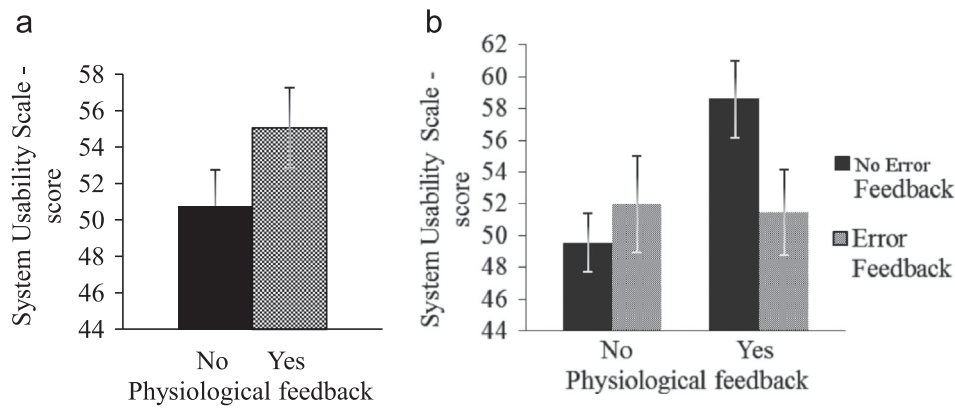 a
System Usability Scale -
score
58
56
54
52
50
48
46
44
No Yes
Physiological feedback
b
System Usability Scale -
score
62
60
58
56
54
52
50
48
46
44
No Yes
Physiological feedback
No Error
Feedback
Error
Feedback